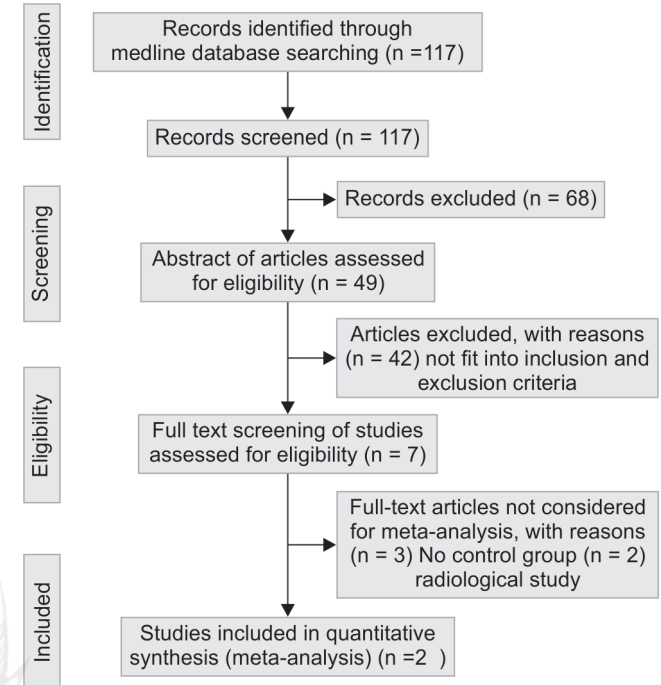 Identification
Records identified through
medline database searching (n =117)
Records screened (n = 117)
Records excluded (n = 68)
Screening
Abstract of articles assessed
for eligibility (n = 49)
Articles excluded, with reasons
(n = 42) not fit into inclusion and
exclusion criteria
Eligibility
Full text screening of studies
assessed for eligibility (n = 7)
Full-text articles not considered
for meta-analysis, with reasons
(n = 3) No control group (n = 2)
radiological study
Included
Studies included in quantitative
synthesis (meta-analysis) (n =2 )